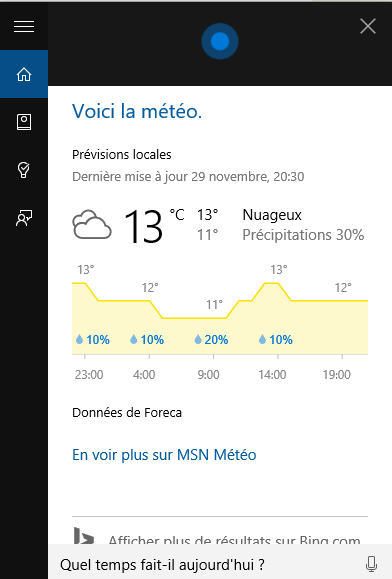 Voici la météo.
Prévisions locales
Dernière mise à jour 29 novembre, 20:30
13 °C 13° Nuageux
11° Précipitations 30%
13° 12° 11° 13° 12°
10% 10% 20% 10%
23:00 4:00 9:00 14:00 19:00
Données de Foreca
En voir plus sur MSN Météo
Afficher plus de résultats sur Bing.com
Quel temps fait-il aujourd'hui ?